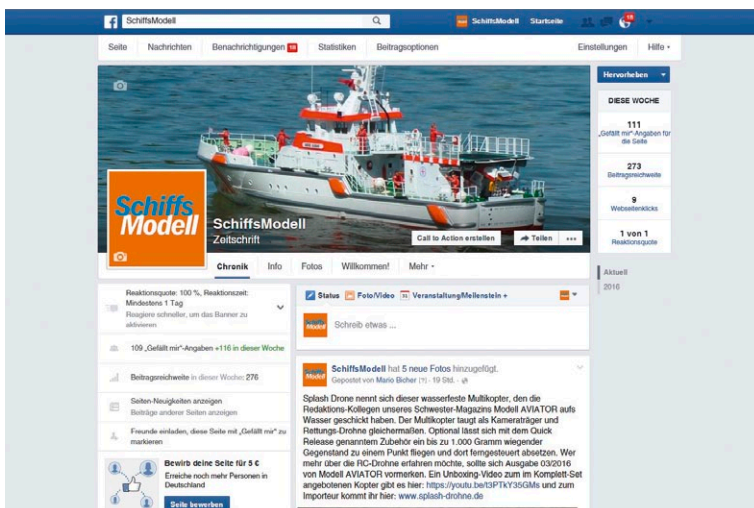 SchiffsModell
SchiffsModell Startseite 18
Seite Nachrichten Benachrichtigungen 18 Statistiken Beitragsoptionen Einstellungen Hilfe
Hervorheben
DIESE WOCHE
111
„Gefällt mir"-Angaben für
die Seite
273
Beitragsreichweite
9
Webseitenklicks
1 von 1
Reaktionsquote
Aktuell
2016
Schiffs
Modell
SchiffsModell
Zeitschrift
Call to Action erstellen Teilen
Chronik Info Fotos Willkommen! Mehr
Reaktionsquote: 100 %, Reaktionszeit:
Mindestens 1 Tag
Reagiere schneller, um das Banner zu
aktivieren
109 „Gefällt mir"-Angaben +116 in dieser Woche
Beitragsreichweite in dieser Woche: 276
Seiten-Neuigkeiten anzeigen
Beiträge anderer Seiten anzeigen
Freunde einladen, diese Seite mit „Gefällt mir" zu
markieren
Bewirb deine Seite für 5 €
Erreiche noch mehr Personen in
Deutschland
Seite bewerben
Status Foto/Video Veranstaltung/Meilenstein +
Schreib etwas ...
SchiffsModell hat 5 neue Fotos hinzugefügt.
Gepostet von Mario Bicher [?] · 19 Std. ·
Splash Drone nennt sich dieser wasserfeste Multikopter, den die
Redaktions-Kollegen unseres Schwester-Magazins Modell AVIATOR aufs
Wasser geschickt haben. Der Multikopter taugt als Kameraträger und
Rettungs-Drohne gleichermaßen. Optional lässt sich mit dem Quick
Release genanntem Zubehör ein bis zu 1.000 Gramm wiegender
Gegenstand zu einem Punkt fliegen und dort ferngesteuert absetzen. Wer
mehr über die RC-Drohne erfahren möchte, sollte sich Ausgabe 03/2016
von Modell AVIATOR vormerken. Ein Unboxing-Video zum im Komplett-Set
angebotenen Kopter gibt es hier: https://youtu.be/t3PTkY35GMs und zum
Importeur kommt ihr hier: www.splash-drohne.de